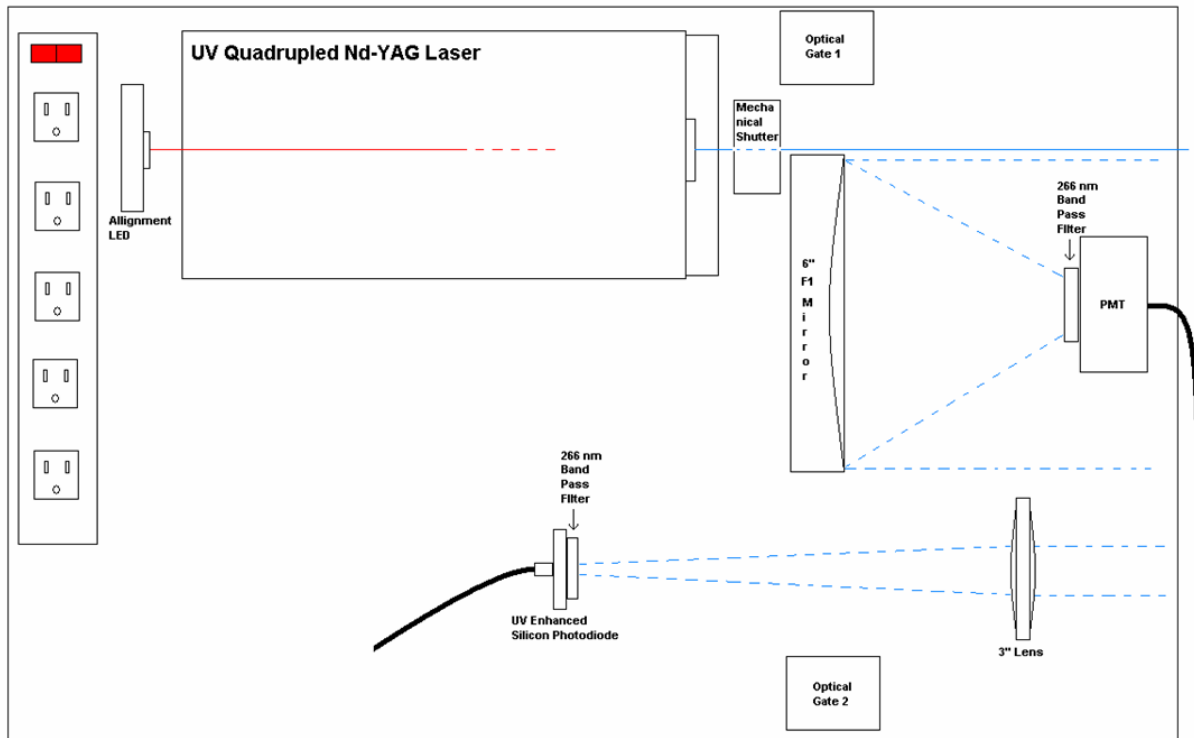 UV Quadrupled Nd-YAG Laser
Optical
Gate 1
Mecha
nical
Shutter
Allignment
LED
266 nm
Band
Pass
Filter
6"
F1
M
i
r
r
o
r
PMT
266 nm
Band
Pass
Filter
UV Enhanced
Silicon Photodiode
3" Lens
Optical
Gate 2